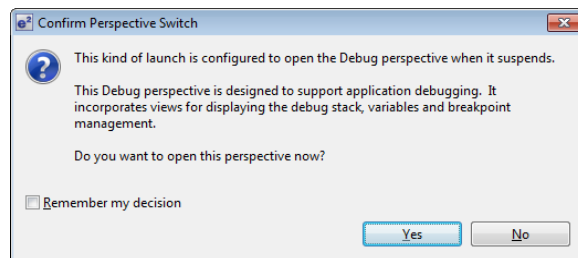 e² Confirm Perspective Switch
This kind of launch is configured to open the Debug perspective when it suspends.
This Debug perspective is designed to support application debugging. It
incorporates views for displaying the debug stack, variables and breakpoint
management.
Do you want to open this perspective now?
Remember my decision
Yes No